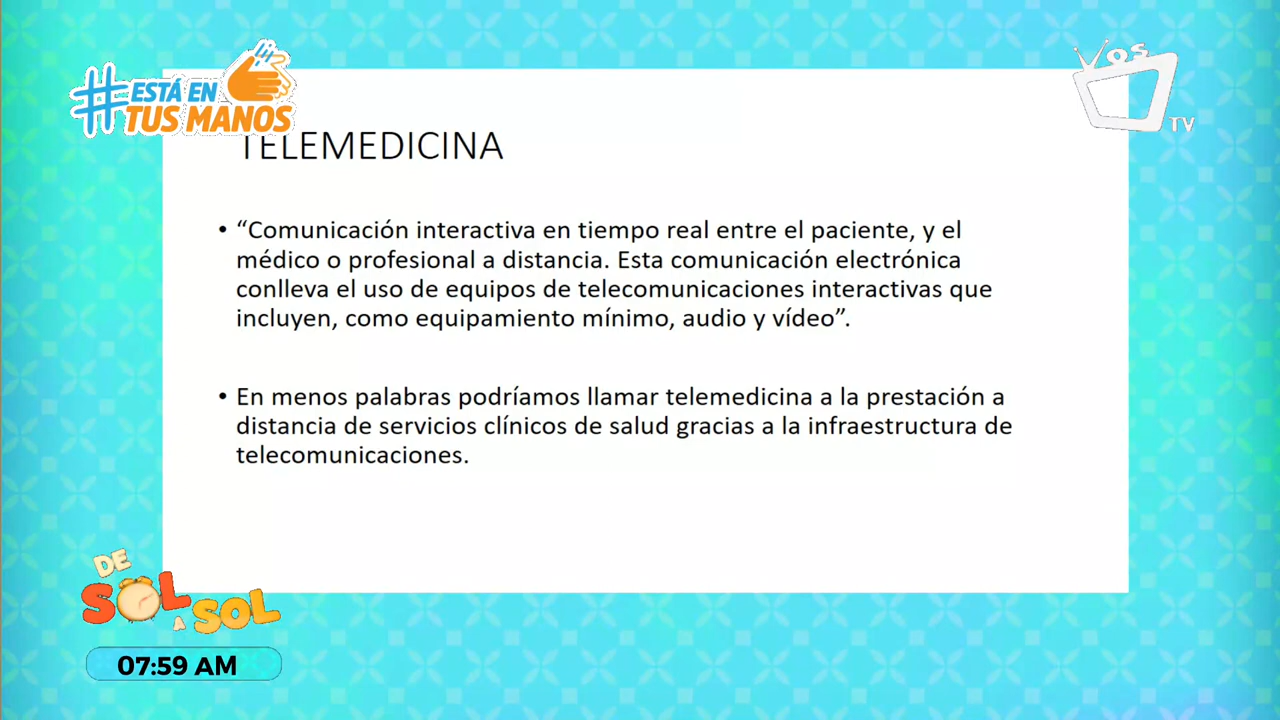 #ESTÁ EN
TUS MANOS
VOS
TV
TELEMEDICINA
• “Comunicación interactiva en tiempo real entre el paciente, y el
médico o profesional a distancia. Esta comunicación electrónica
conlleva el uso de equipos de telecomunicaciones interactivas que
incluyen, como equipamiento mínimo, audio y vídeo”.
• En menos palabras podríamos llamar telemedicina a la prestación a
distancia de servicios clínicos de salud gracias a la infraestructura de
telecomunicaciones.
DE
SOL
A SOL
07:59 AM